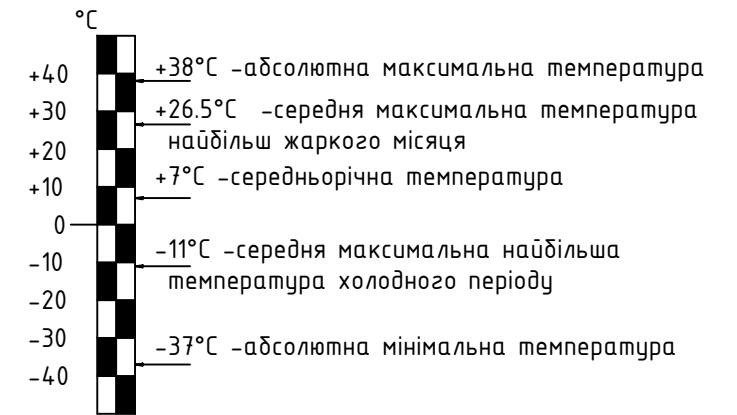 °C
+40
+38°C -абсолютна максимальна температура
+30
+26.5°C -середня максимальна температура
найбільш жаркого місяця
+20
+10
+7°C -середньорічна температура
0
-10
-11°C -середня максимальна найбільша
температура холодного періоду
-20
-30
-37°C -абсолютна мінімальна температура
-40